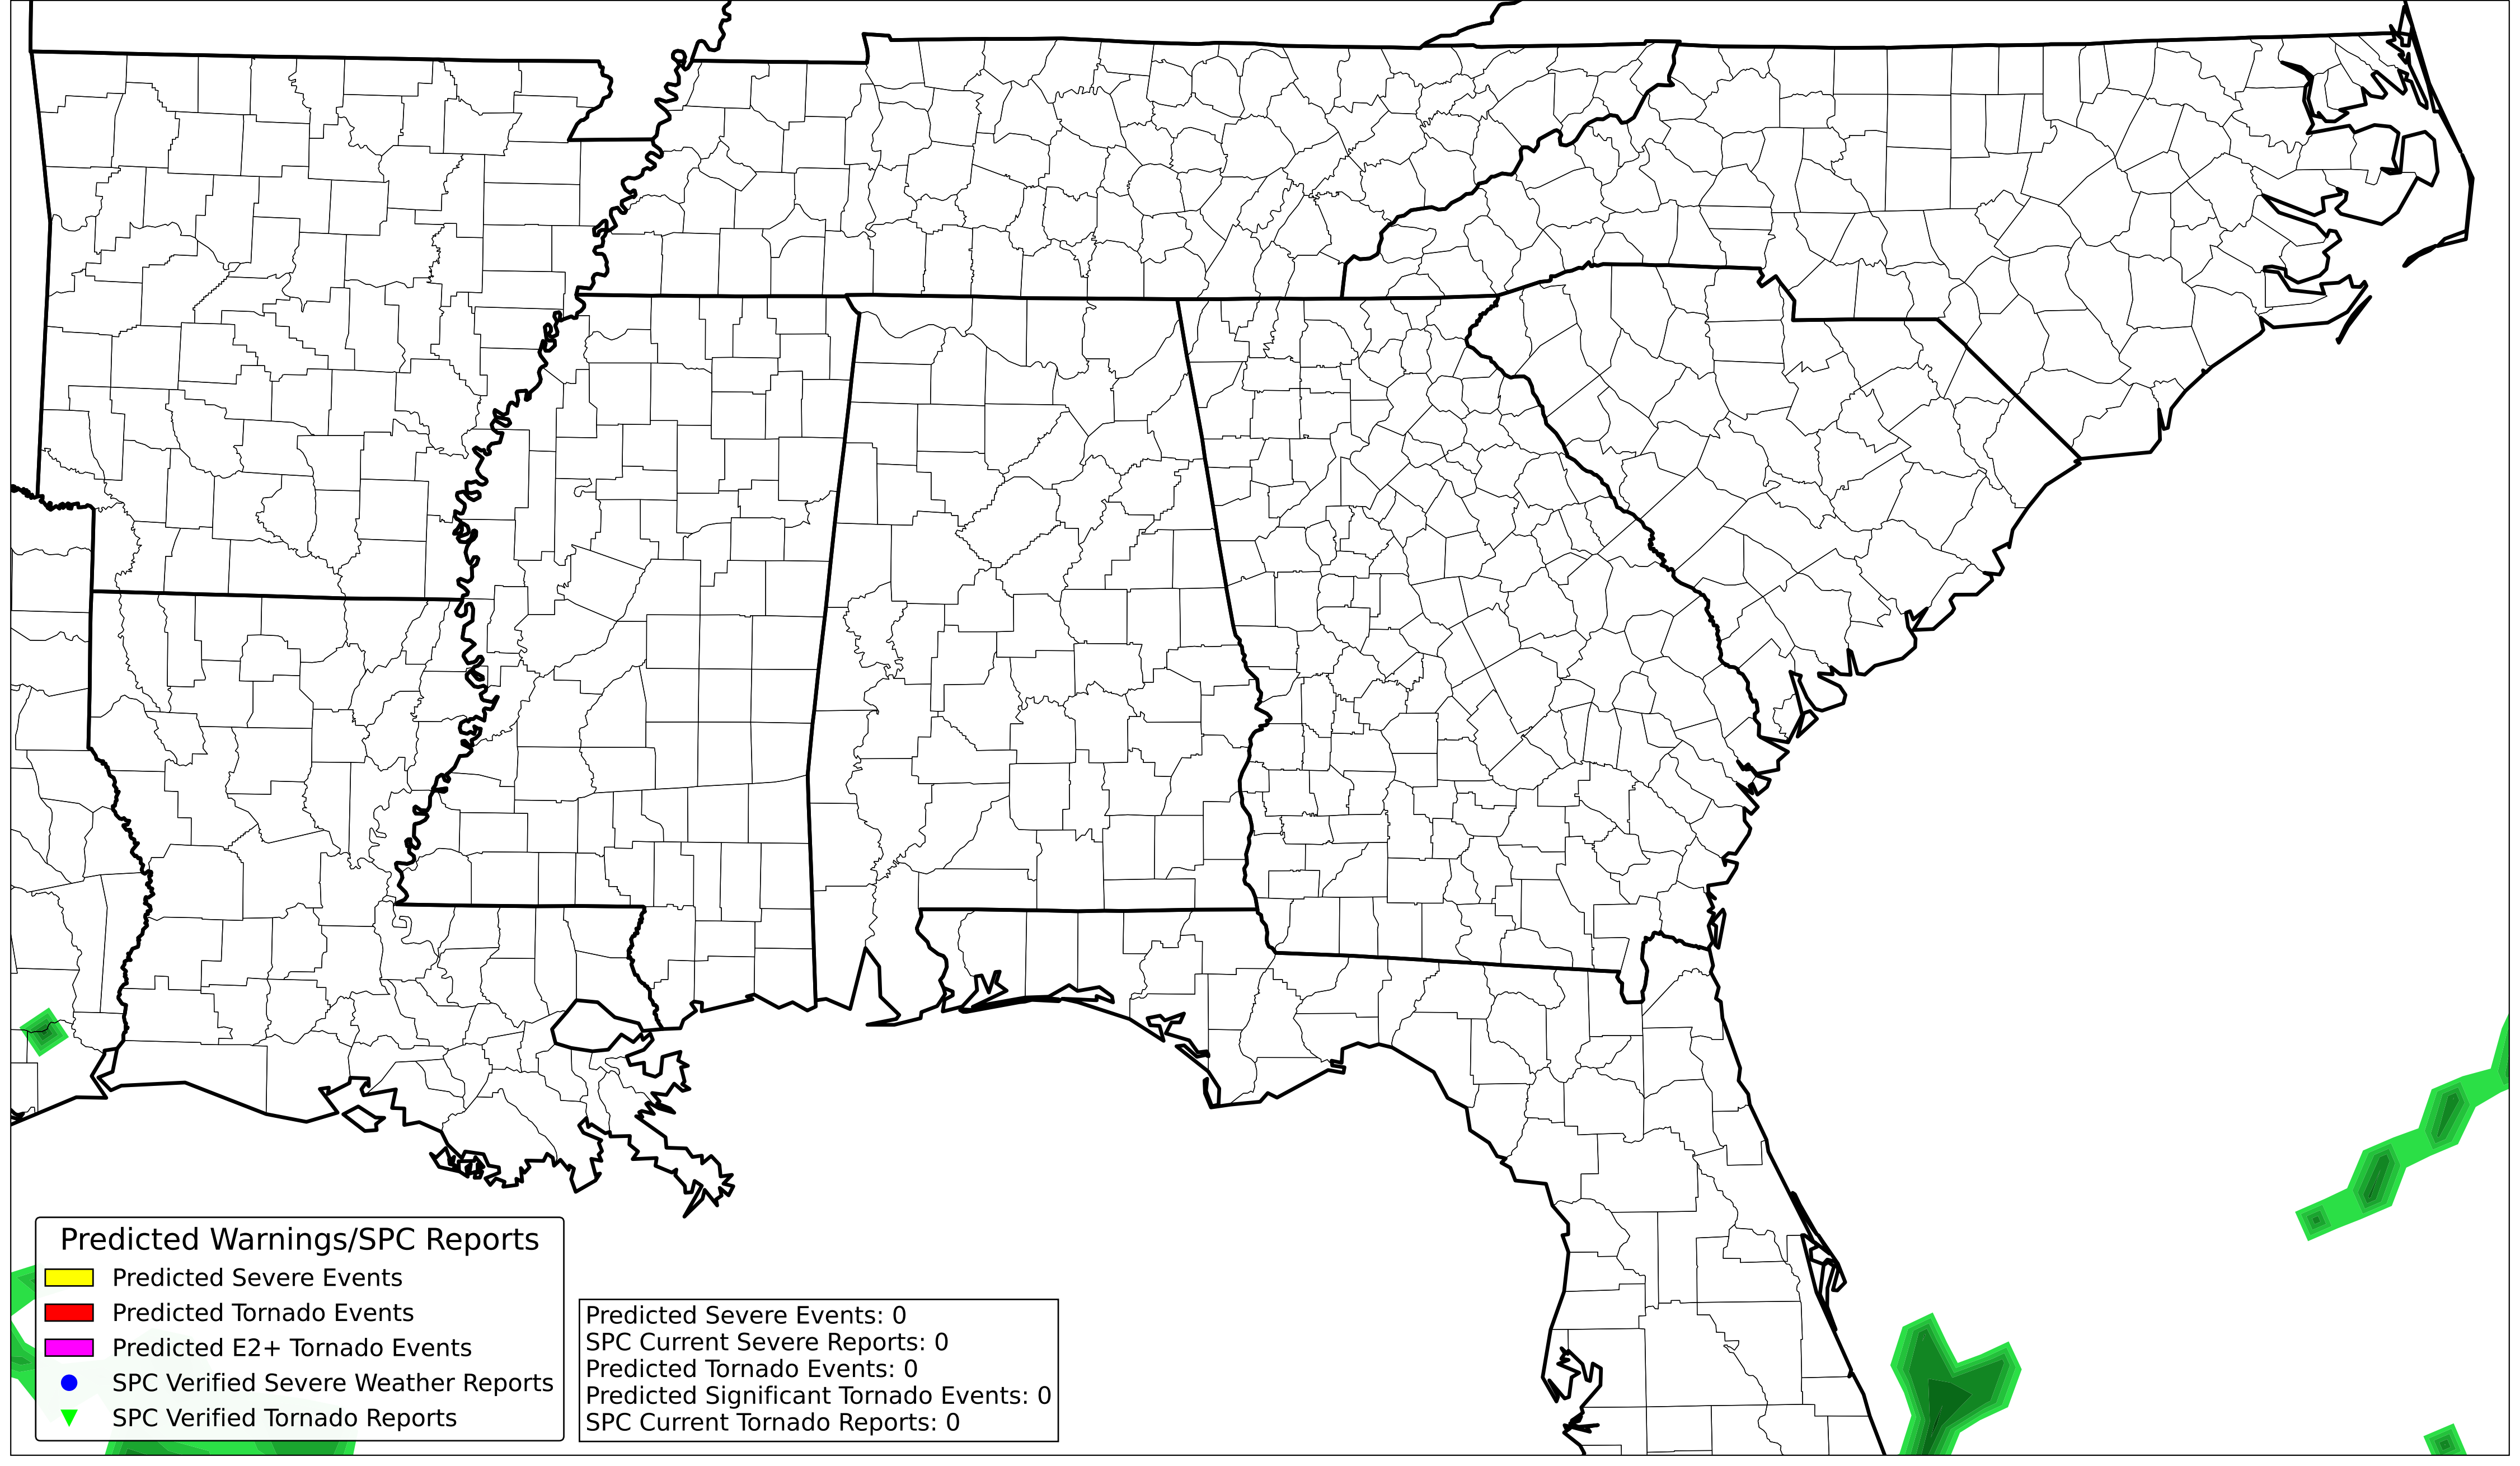 Predicted Warnings/SPC Reports
Predicted Severe Events
Predicted Tornado Events
Predicted E2+ Tornado Events
SPC Verified Severe Weather Reports
SPC Verified Tornado Reports
Predicted Severe Events: 0
SPC Current Severe Reports: 0
Predicted Tornado Events: 0
Predicted Significant Tornado Events: 0
SPC Current Tornado Reports: 0